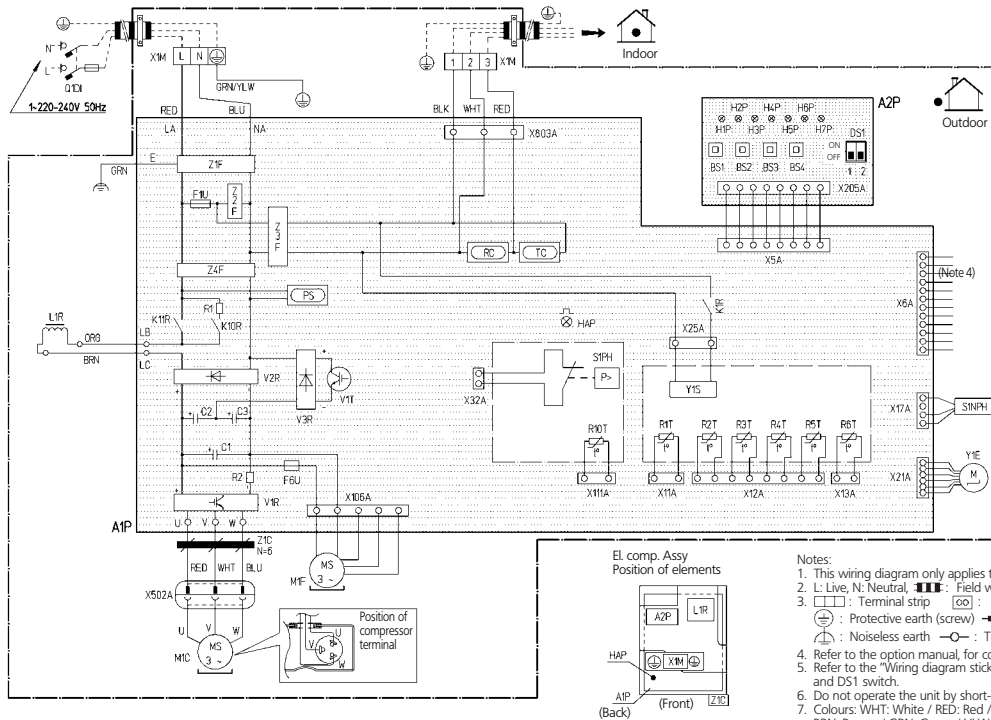 N~
L~
Q1DI
1~220-240V 50Hz
X1M
L N
GRN/YLW
RED
BLU
LA
NA
1 2 3
X1M
Indoor
BLK WHT RED
X803A
A2P
H2P H4P H6P
H1P H3P H5P H7P
DS1
ON
OFF
BS1 BS2 BS3 BS4
1 2
X205A
Outdoor
E
GRN
Z1F
F1U
Z2F
Z3F
RC
TC
X5A
Z4F
PS
(Note 4)
X6A
L1R
ORG
BRN
LB
LC
K11R
R1
K10R
K1R
HAP
X25A
V2R
V3R
V1T
S1PH
P>
X32A
Y1S
X17A
S1NPH
C2
C3
C1
R10T
R1T R2T R3T R4T R5T R6T
R2
F6U
X111A
X11A
X12A
X13A
X21A
Y1E
M
V1R
X106A
A1P
U V W
Z1C
N=6
RED WHT BLU
MS
3 ~
M1F
X502A
U V W
MS
3 ~
M1C
Position of
compressor
terminal
U
V
W
El. comp. Assy
Position of elements
A2P
L1R
HAP
X1M
A1P
(Back)
(Front)
Z1C
Notes:
1. This wiring diagram only applies t
2. L: Live, N: Neutral, : Field w
3. : Terminal strip :
: Protective earth (screw)
: Noiseless earth : T
4. Refer to the option manual, for co
5. Refer to the "Wiring diagram stick
and DS1 switch.
6. Do not operate the unit by short-
7. Colours: WHT: White / RED: Red /